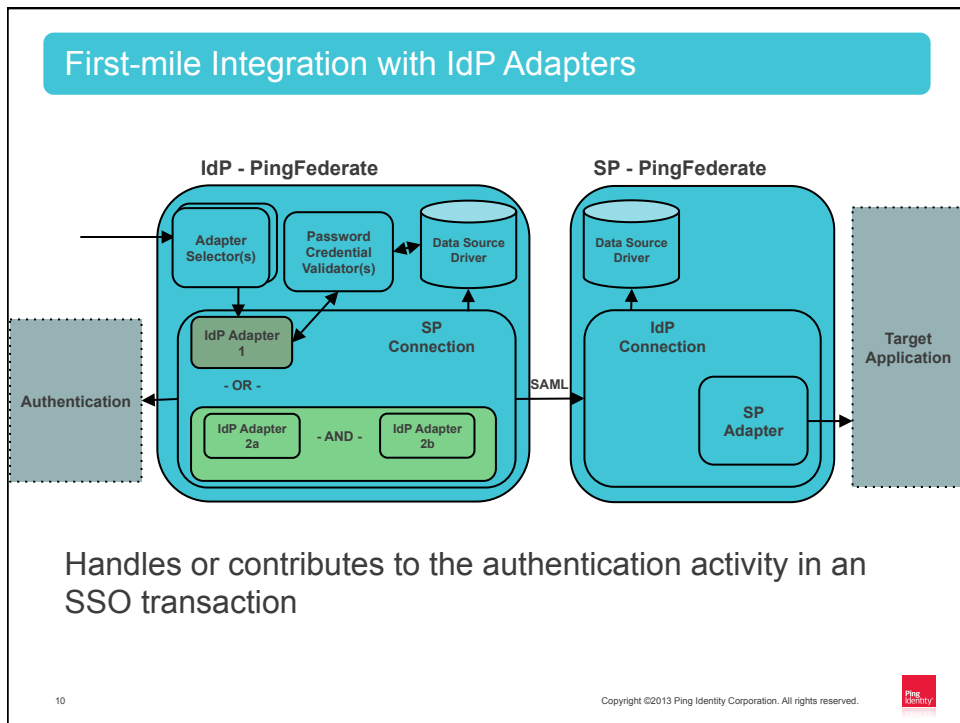 First-mile Integration with IdP Adapters
IdP - PingFederate
SP - PingFederate
Adapter
Selector(s)
Password
Credential
Validator(s)
Data Source
Driver
Data Source
Driver
IdP Adapter
1
SP
Connection
IdP
Connection
Target
Application
- OR -
SAML
Authentication
IdP Adapter
2a
- AND -
IdP Adapter
2b
SP
Adapter
Handles or contributes to the authentication activity in an
SSO transaction
10
Copyright ©2013 Ping Identity Corporation. All rights reserved.
Ping
Identity